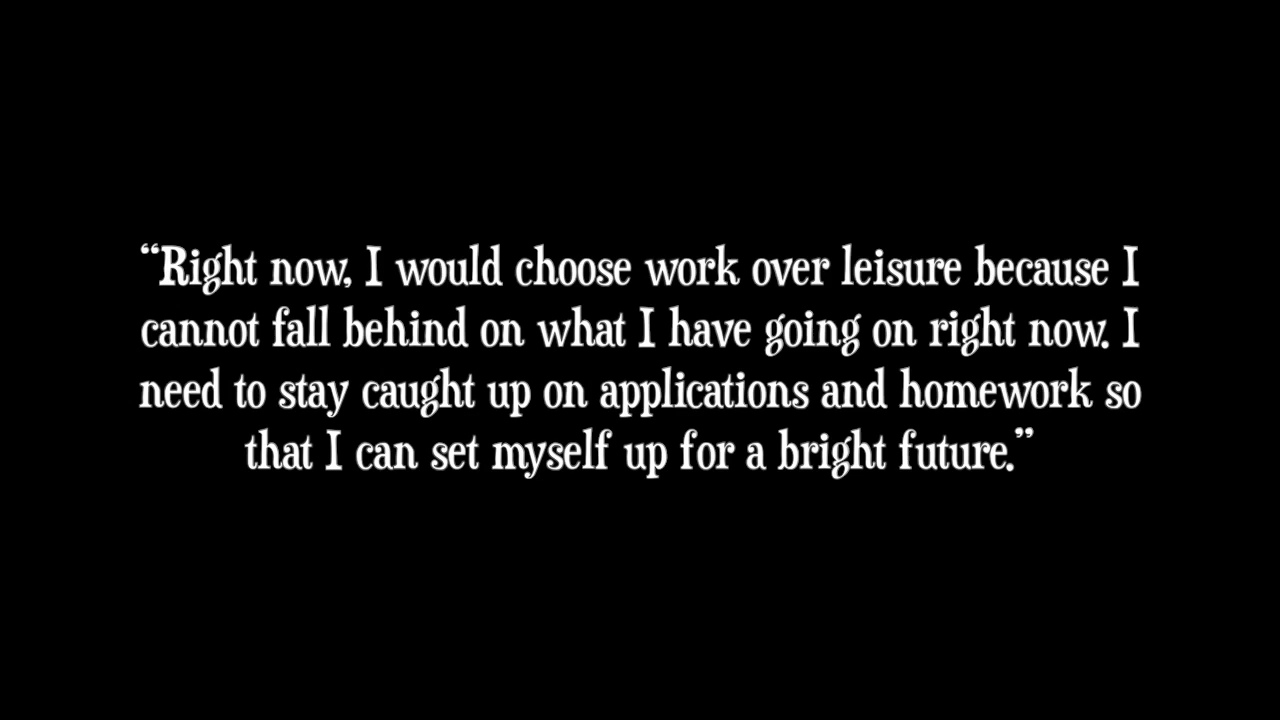 “Right now, I would choose work over leisure because I
cannot fall behind on what I have going on right now. I
need to stay caught up on applications and homework so
that I can set myself up for a bright future.”